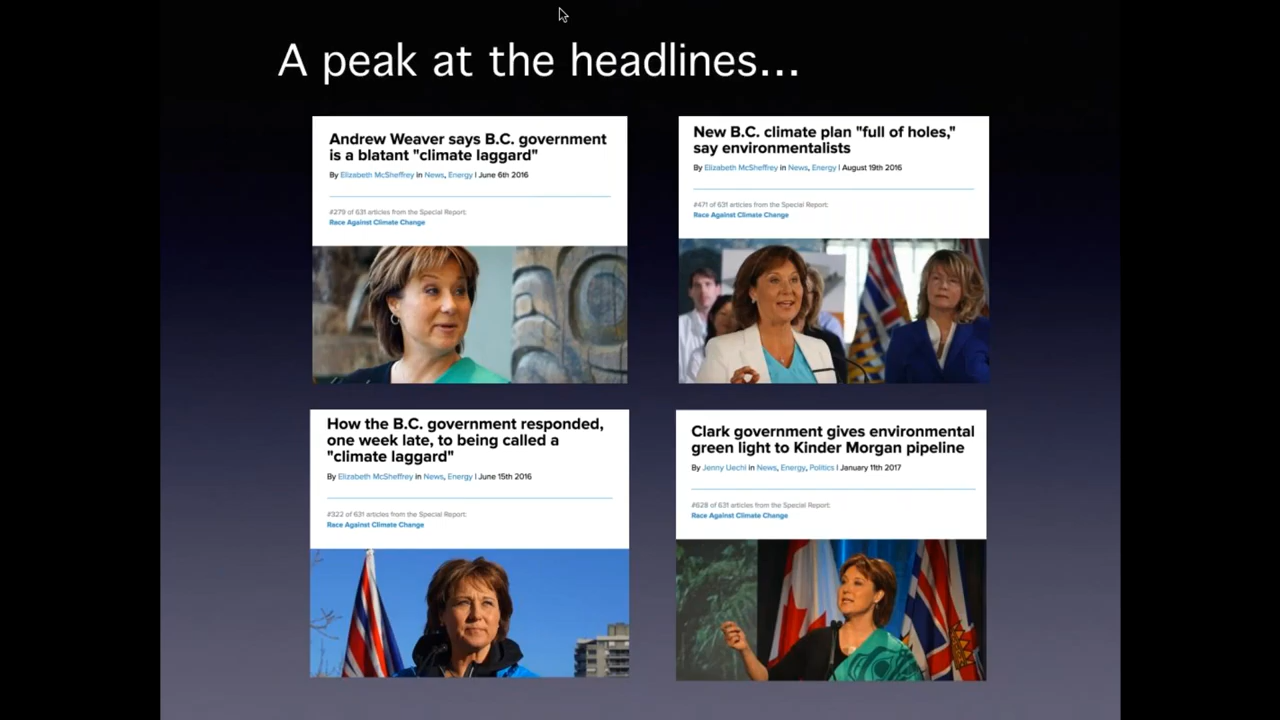 A peak at the headlines...
Andrew Weaver says B.C. government
is a blatant "climate laggard"
By Elizabeth McSheffrey in News, Energy | June 6th 2016
#279 of 631 articles from the Special Report:
Race Against Climate Change
New B.C. climate plan "full of holes,"
say environmentalists
By Elizabeth McSheffrey in News, Energy | August 19th 2016
#471 of 631 articles from the Special Report:
Race Against Climate Change
How the B.C. government responded,
one week late, to being called a
"climate laggard"
By Elizabeth McSheffrey in News, Energy | June 15th 2016
#322 of 631 articles from the Special Report:
Race Against Climate Change
Clark government gives environmental
green light to Kinder Morgan pipeline
By Jenny Uechi in News, Energy, Politics | January 11th 2017
#628 of 631 articles from the Special Report:
Race Against Climate Change